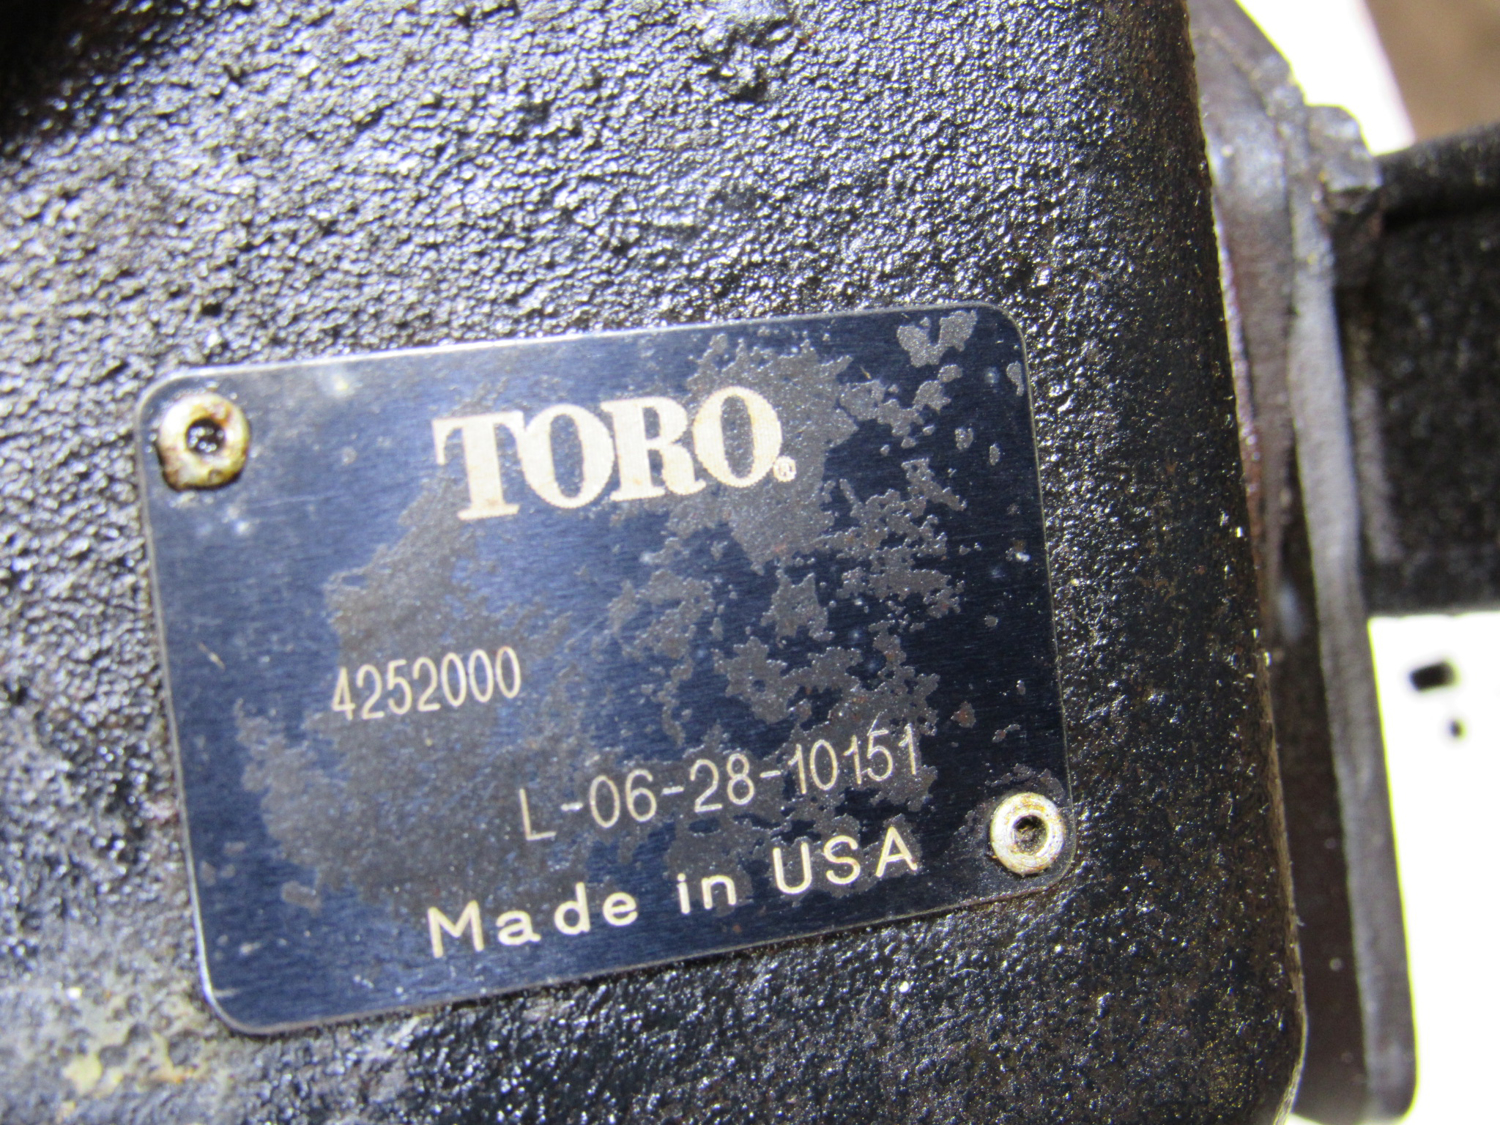 TORO®
4252000
L-06-28-10151
Made in USA